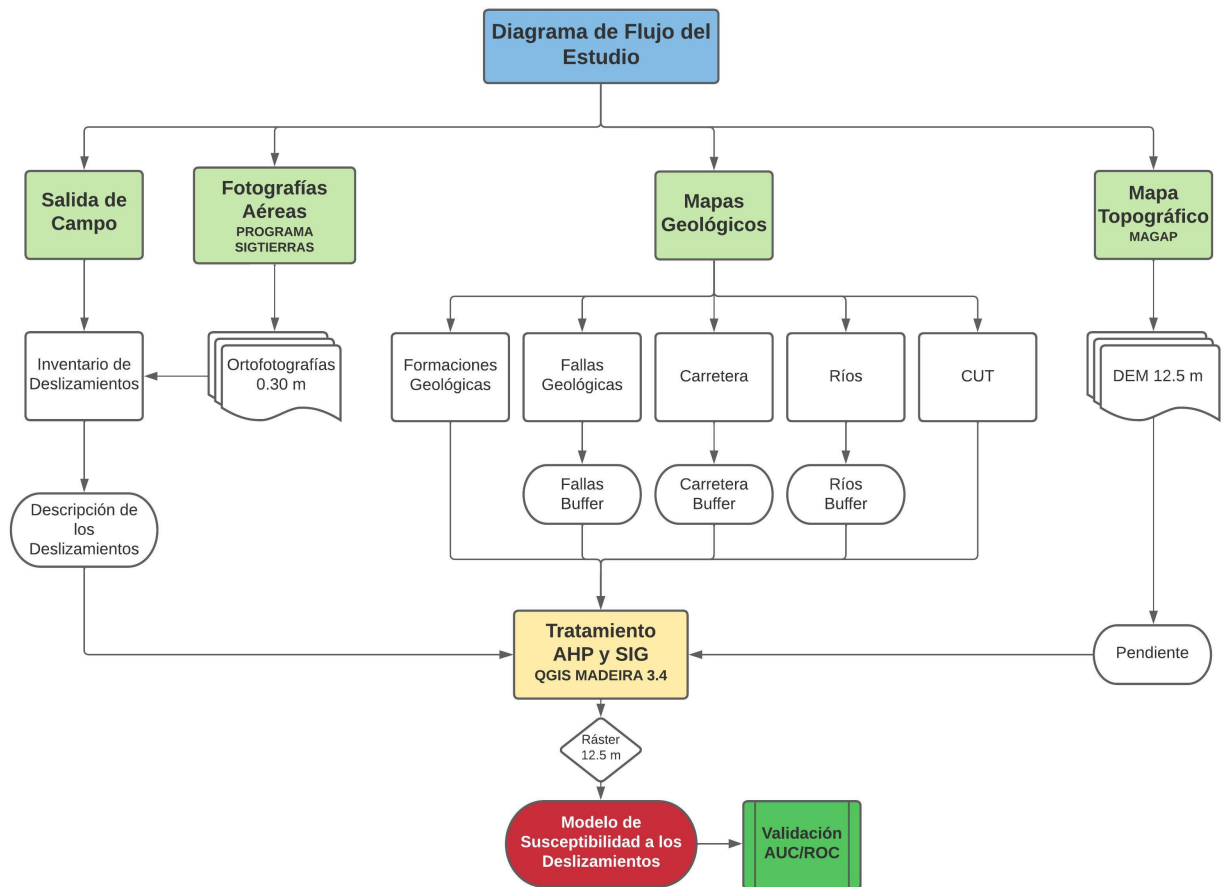 Diagrama de Flujo del
Estudio
Salida de
Campo
Fotografías
Aéreas
PROGRAMA
SIGTIERRAS
Mapas
Geológicos
Mapa
Topográfico
MAGAP
Inventario de
Deslizamientos
Ortofotografías
0.30 m
Formaciones
Geológicas
Fallas
Geológicas
Carretera
Ríos
CUT
DEM 12.5 m
Descripción de
los
Deslizamientos
Fallas
Buffer
Carretera
Buffer
Ríos
Buffer
Tratamiento
AHP y SIG
QGIS MADEIRA 3.4
Pendiente
Ráster
12.5 m
Modelo de
Susceptibilidad a los
Deslizamientos
Validación
AUC/ROC